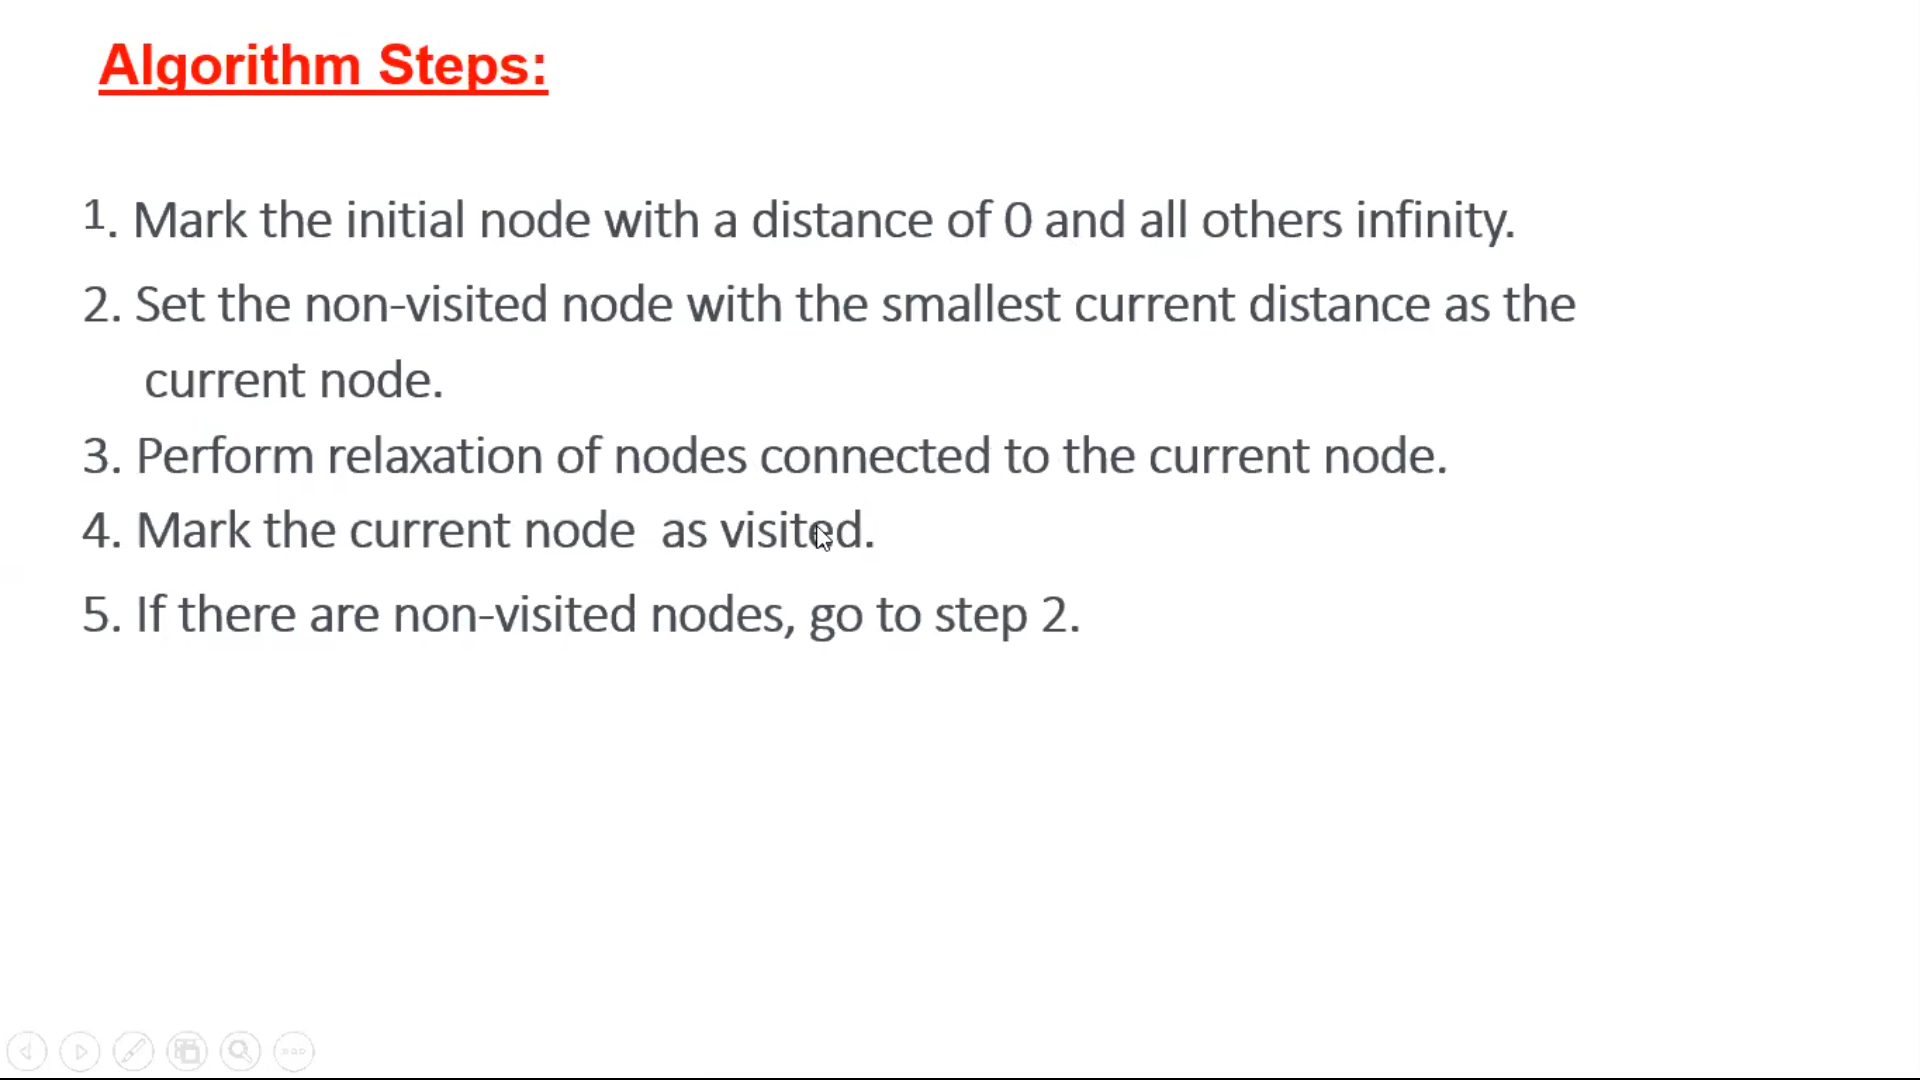 Algorithm Steps:
1. Mark the initial node with a distance of 0 and all others infinity.
2. Set the non-visited node with the smallest current distance as the
current node.
3. Perform relaxation of nodes connected to the current node.
4. Mark the current node  as visited.
5. If there are non-visited nodes, go to step 2.